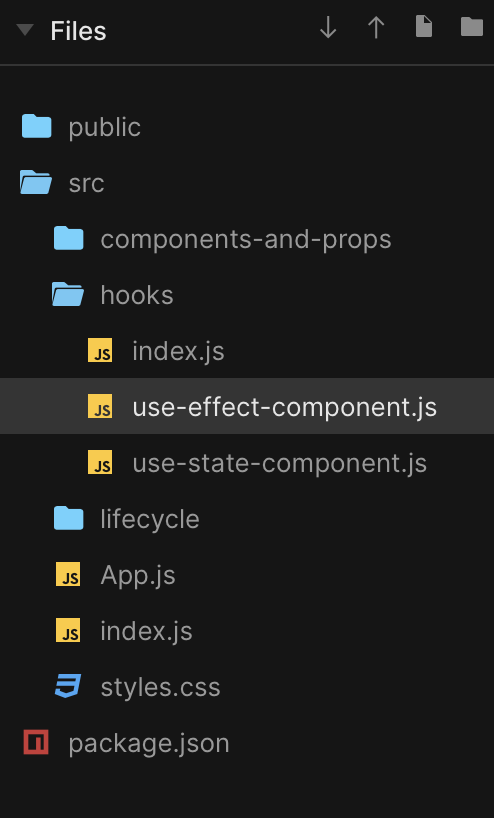 Files
public
src
components-and-props
hooks
JS index.js
JS use-effect-component.js
JS use-state-component.js
lifecycle
JS App.js
JS index.js
styles.css
package.json